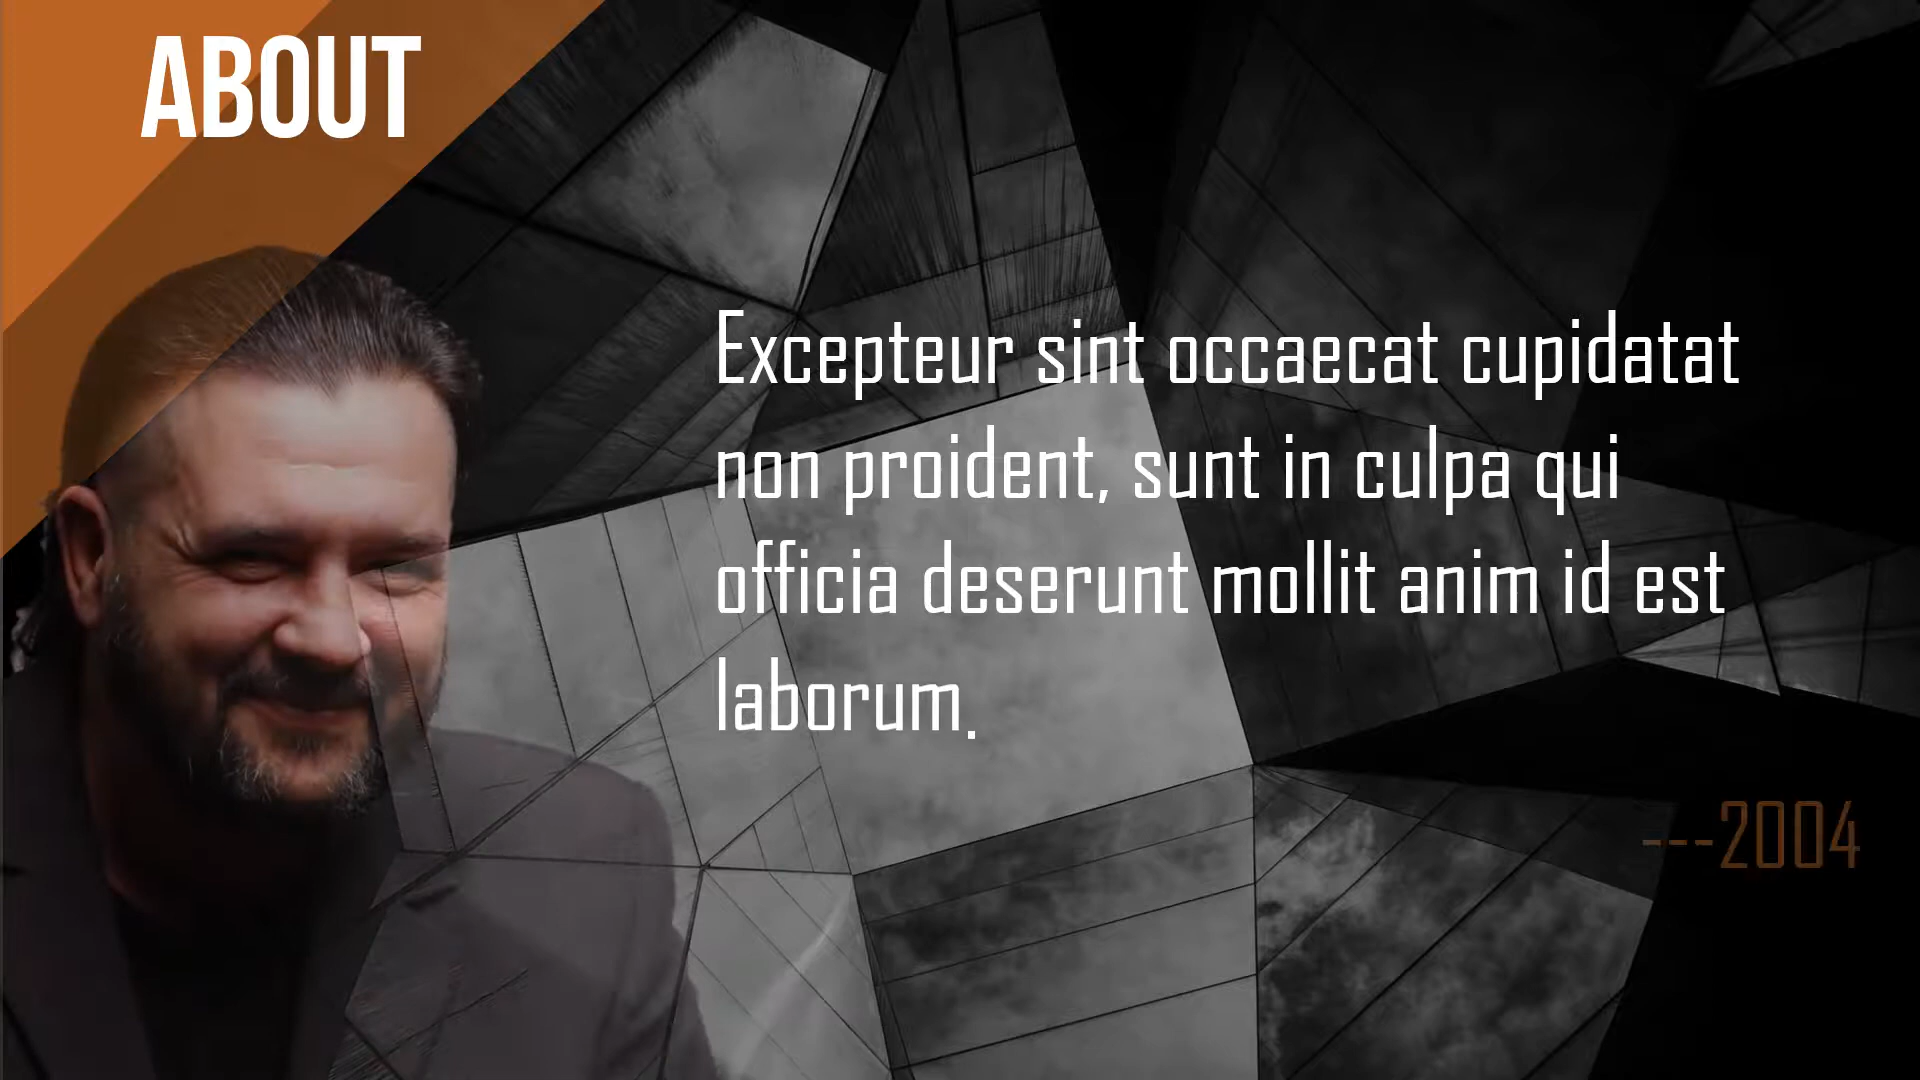 ABOUT
Excepteur sint occaecat cupidatat
non proident, sunt in culpa qui
officia deserunt mollit anim id est
laborum.
---2004